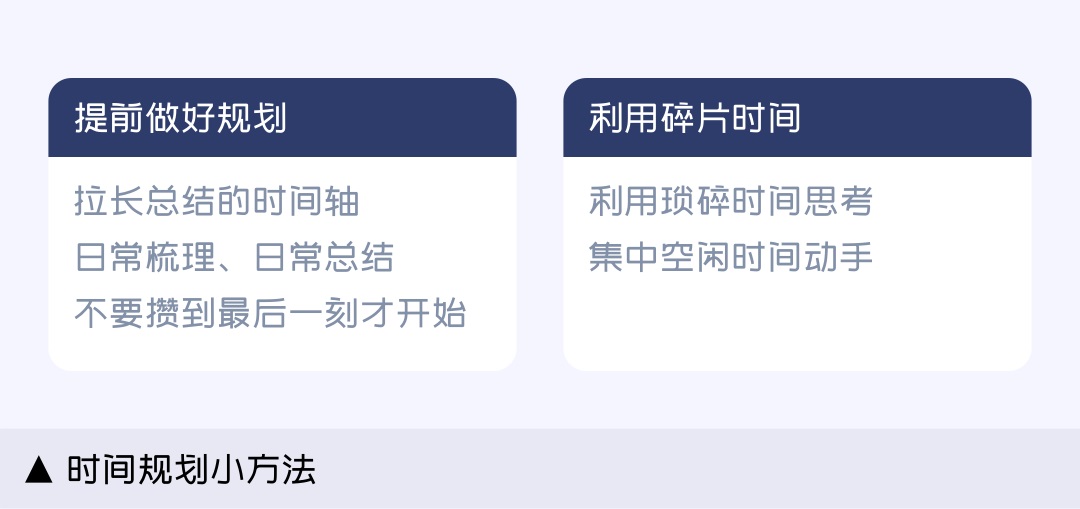 提前做好规划
拉长总结的时间轴
日常梳理、日常总结
不要攒到最后一刻才开始
利用碎片时间
利用琐碎时间思考
集中空闲时间动手
▲ 时间规划小方法